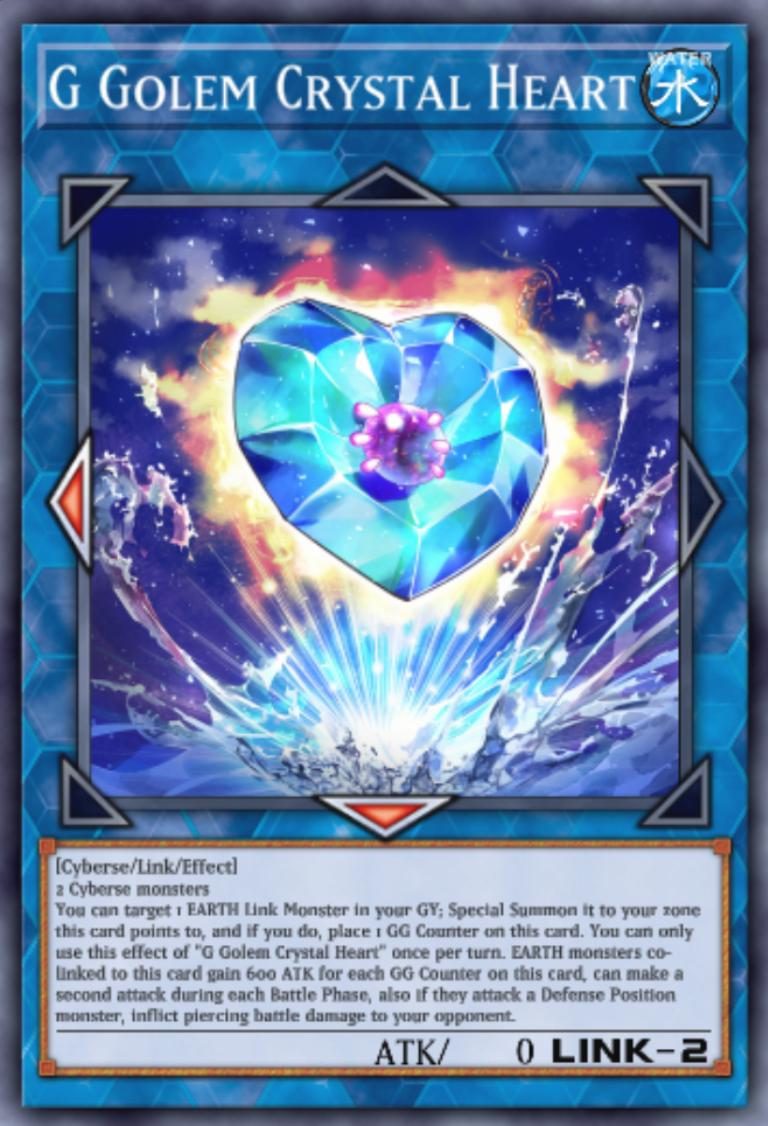 G Golem Crystal Heart
WATER
水
[Cyberse/Link/Effect]
2 Cyberse monsters
You can target 1 EARTH Link Monster in your GY; Special Summon it to your zone
this card points to, and if you do, place 1 GG Counter on this card. You can only
use this effect of "G Golem Crystal Heart" once per turn. EARTH monsters co-
linked to this card gain 600 ATK for each GG Counter on this card, can make a
second attack during each Battle Phase, also if they attack a Defense Position
monster, inflict piercing battle damage to your opponent.
ATK/ 0 LINK-2